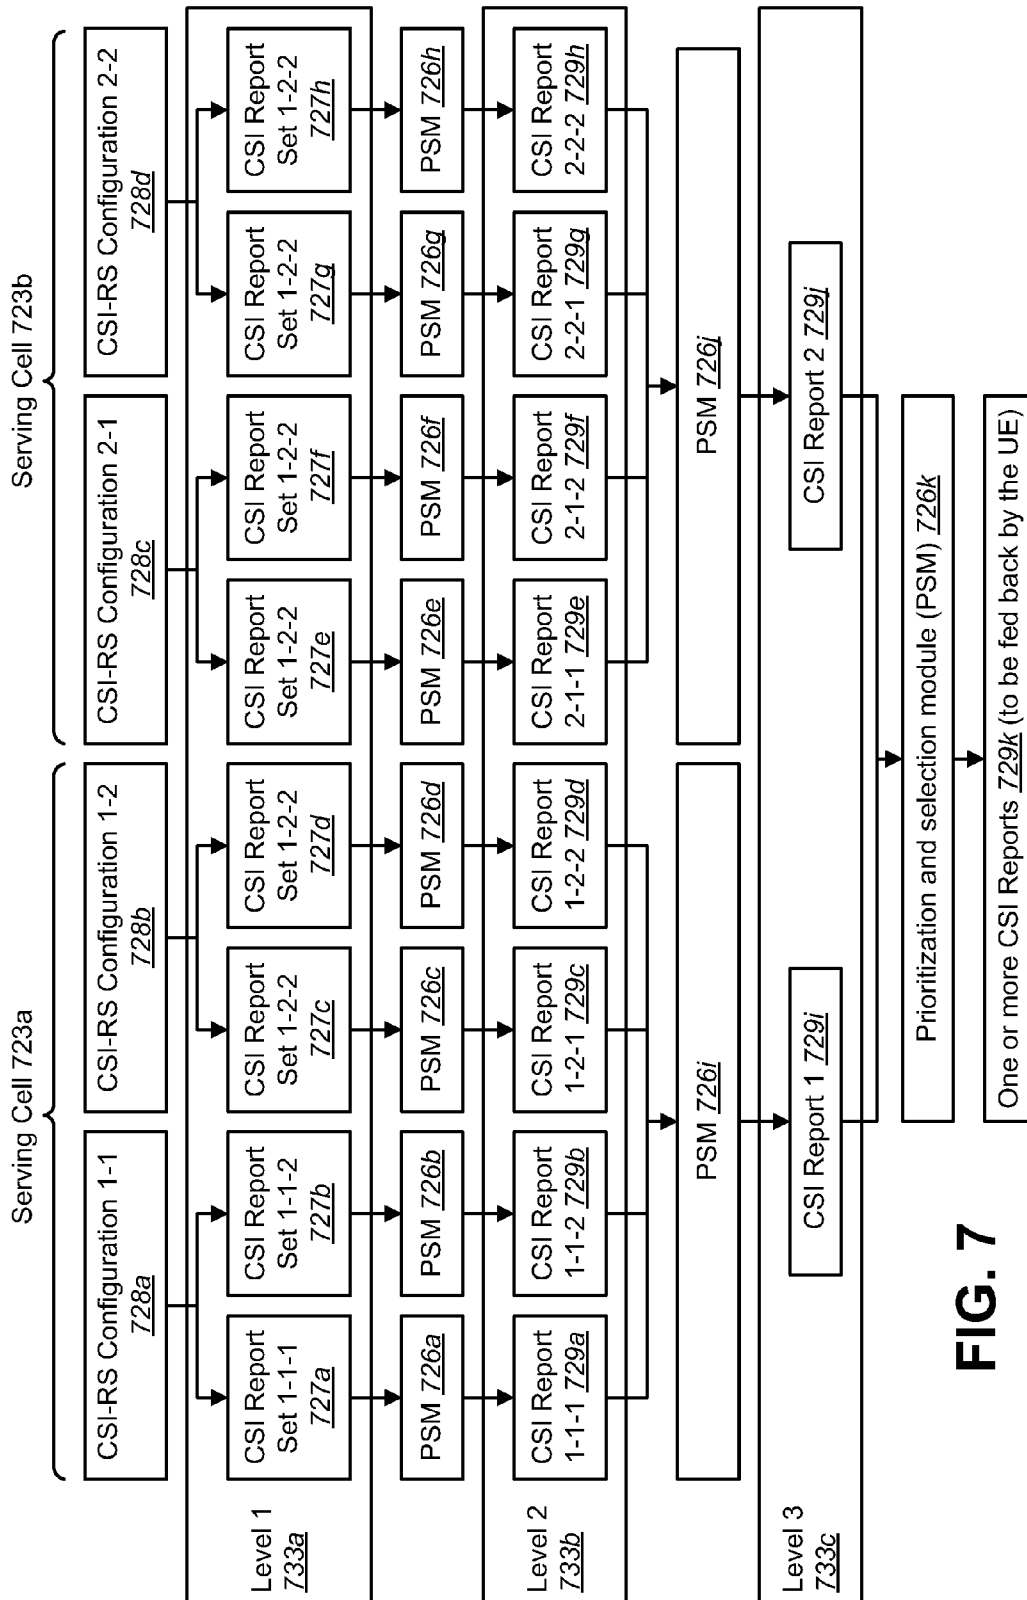 Serving Cell 723a
Serving Cell 723b
CSI-RS Configuration 1-1
728a
CSI-RS Configuration 1-2
728b
CSI-RS Configuration 2-1
728c
CSI-RS Configuration 2-2
728d
Level 1
733a
CSI Report
Set 1-1-1
727a
CSI Report
Set 1-1-2
727b
CSI Report
Set 1-2-2
727c
CSI Report
Set 1-2-2
727d
CSI Report
Set 1-2-2
727e
CSI Report
Set 1-2-2
727f
CSI Report
Set 1-2-2
727g
CSI Report
Set 1-2-2
727h
PSM 726a
PSM 726b
PSM 726c
PSM 726d
PSM 726e
PSM 726f
PSM 726g
PSM 726h
Level 2
733b
CSI Report
1-1-1 729a
CSI Report
1-1-2 729b
CSI Report
1-2-1 729c
CSI Report
1-2-2 729d
CSI Report
2-1-1 729e
CSI Report
2-1-2 729f
CSI Report
2-2-1 729g
CSI Report
2-2-2 729h
PSM 726i
PSM 726j
Level 3
733c
CSI Report 1 729i
CSI Report 2 729j
Prioritization and selection module (PSM) 726k
One or more CSI Reports 729k (to be fed back by the UE)
FIG. 7